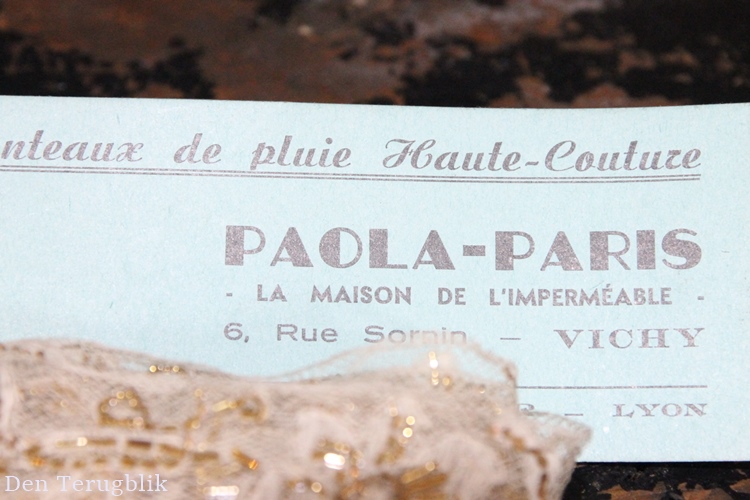 nteaux de pluie Haute-Couture
PAOLA-PARIS
- LA MAISON DE L'IMPERMÉABLE -
6, Rue Sornin - VICHY
- LYON
Den Terugblik